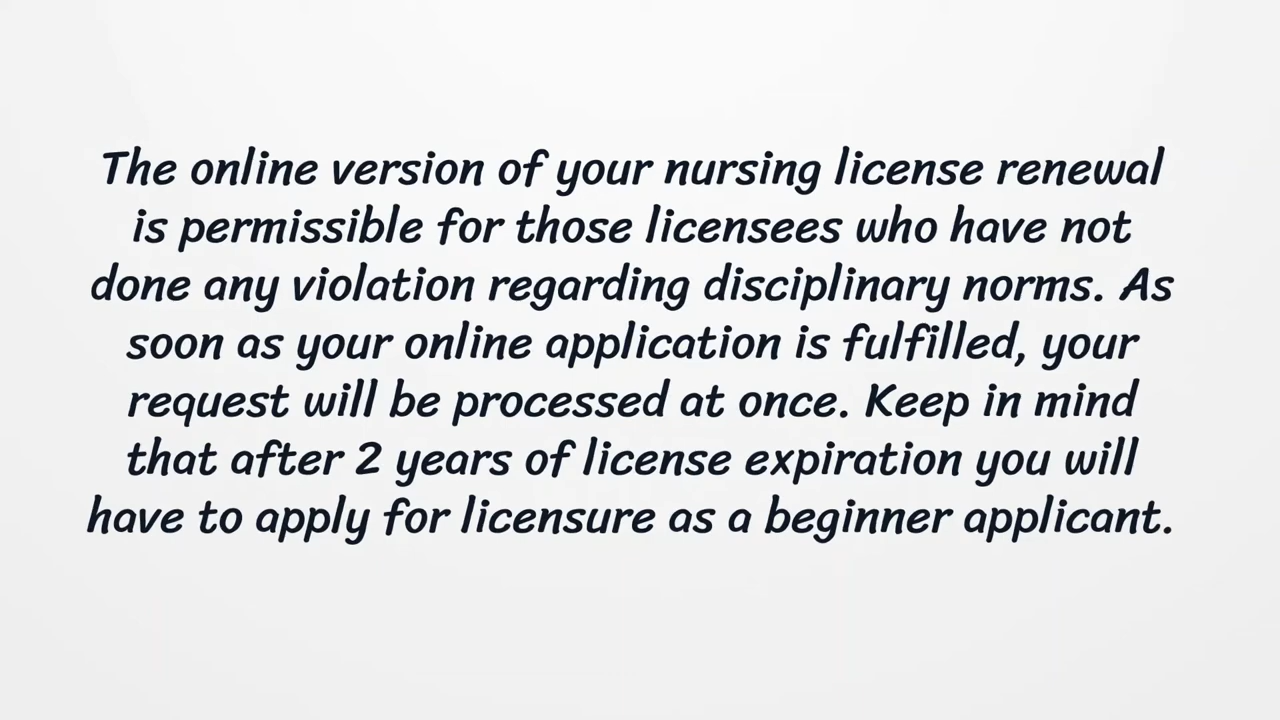 The online version of your nursing license renewal
is permissible for those licensees who have not
done any violation regarding disciplinary norms. As
soon as your online application is fulfilled, your
request will be processed at once. Keep in mind
that after 2 years of license expiration you will
have to apply for licensure as a beginner applicant.